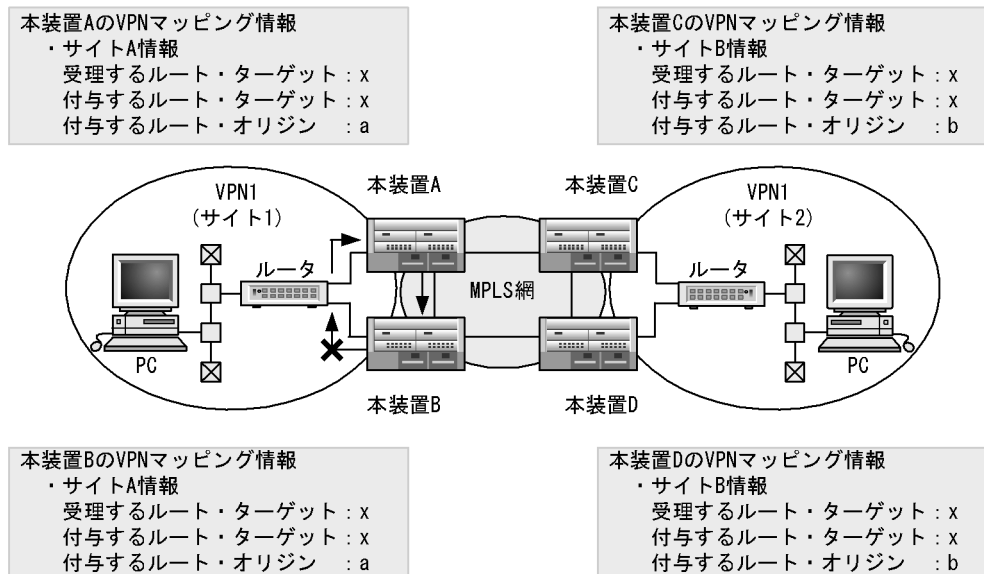 本装置AのVPNマッピング情報
・サイトA情報
受理するルート・ターゲット：x
付与するルート・ターゲット：x
付与するルート・オリジン　：a
本装置CのVPNマッピング情報
・サイトB情報
受理するルート・ターゲット：x
付与するルート・ターゲット：x
付与するルート・オリジン　：b
VPN1
(サイト1)
本装置A
本装置C
VPN1
(サイト2)
ルータ
MPLS網
ルータ
PC
PC
本装置B
本装置D
本装置BのVPNマッピング情報
・サイトA情報
受理するルート・ターゲット：x
付与するルート・ターゲット：x
付与するルート・オリジン　：a
本装置DのVPNマッピング情報
・サイトB情報
受理するルート・ターゲット：x
付与するルート・ターゲット：x
付与するルート・オリジン　：b